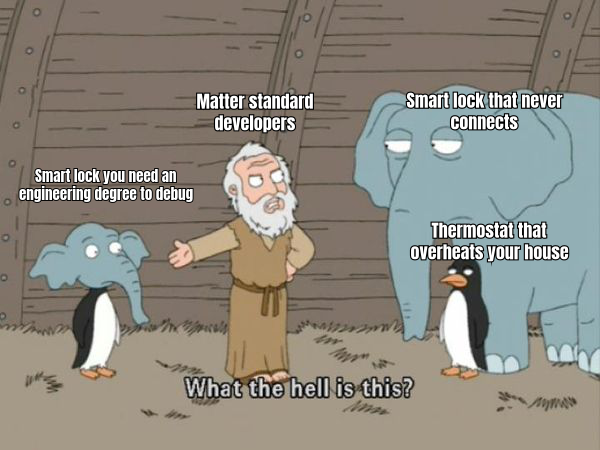 Matter standard
developers
Smart lock that never
connects
Smart lock you need an
engineering degree to debug
Thermostat that
overheats your house
What the hell is this?